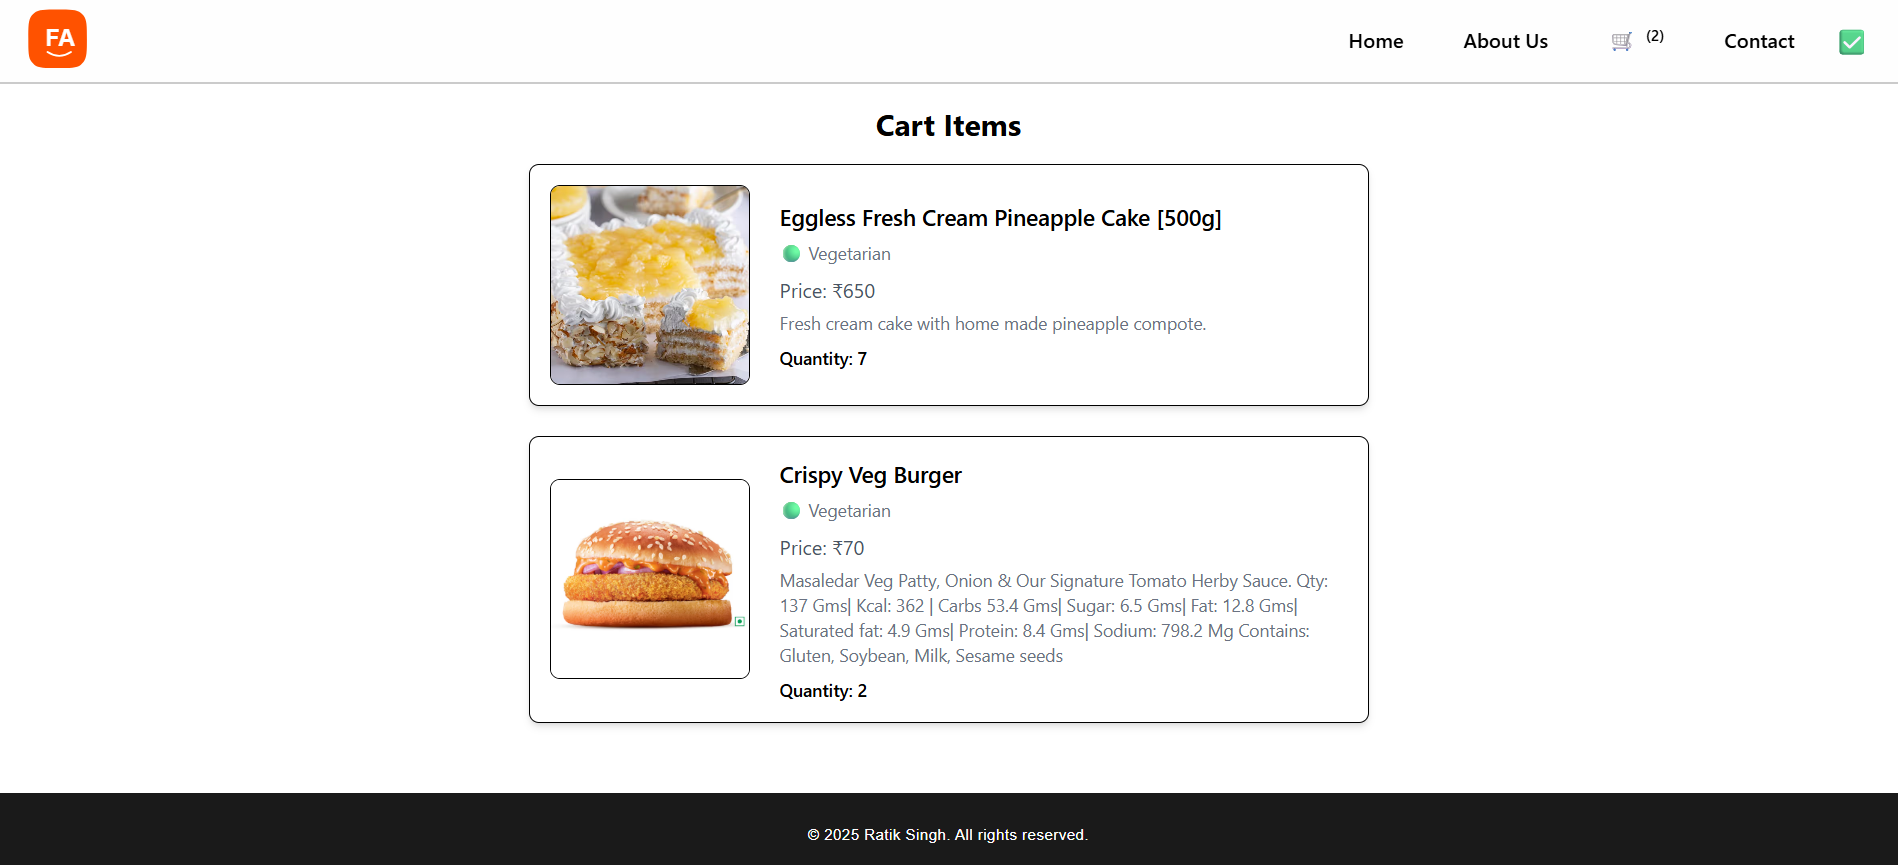 FA
Home
About Us
(2)
Contact
Cart Items
Eggless Fresh Cream Pineapple Cake [500g]
Vegetarian
Price: ₹650
Fresh cream cake with home made pineapple compote.
Quantity: 7
Crispy Veg Burger
Vegetarian
Price: ₹70
Masaledar Veg Patty, Onion & Our Signature Tomato Herby Sauce. Qty:
137 Gms| Kcal: 362 | Carbs 53.4 Gms| Sugar: 6.5 Gms| Fat: 12.8 Gms|
Saturated fat: 4.9 Gms| Protein: 8.4 Gms| Sodium: 798.2 Mg Contains:
Gluten, Soybean, Milk, Sesame seeds
Quantity: 2
© 2025 Ratik Singh. All rights reserved.